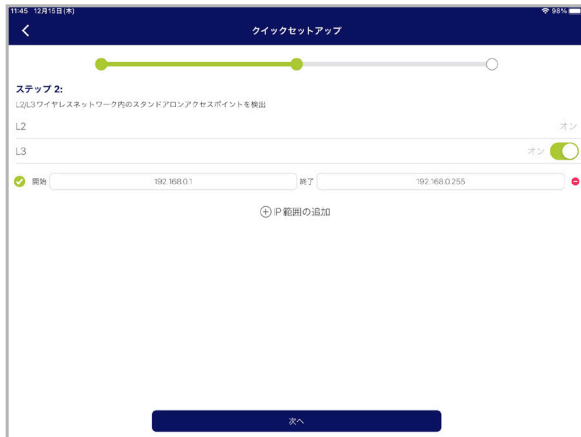 11:45 12月15日(木) 98%
クイックセットアップ
ステップ 2:
L2/L3ワイヤレスネットワーク内のスタンドアロンアクセスポイントを検出
L2 オン
L3 オン
開始 192.168.0.1 終了 192.168.0.255
IP 範囲の追加
次へ